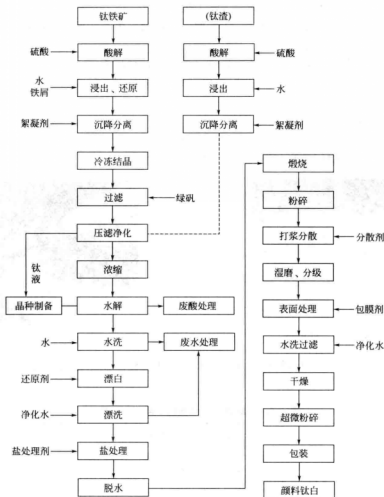 钛铁矿
(钛渣)
硫酸
酸解
酸解
硫酸
水
铁屑
浸出、还原
浸出
水
絮凝剂
沉降分离
沉降分离
絮凝剂
冷冻结晶
煅烧
过滤
绿矾
粉碎
压滤净化
打浆分散
分散剂
钛
液
浓缩
湿磨、分级
晶种制备
水解
废酸处理
表面处理
包膜剂
水
水洗
废水处理
水洗过滤
净化水
还原剂
漂白
干燥
净化水
漂洗
超微粉碎
盐处理剂
盐处理
包装
脱水
颜料钛白